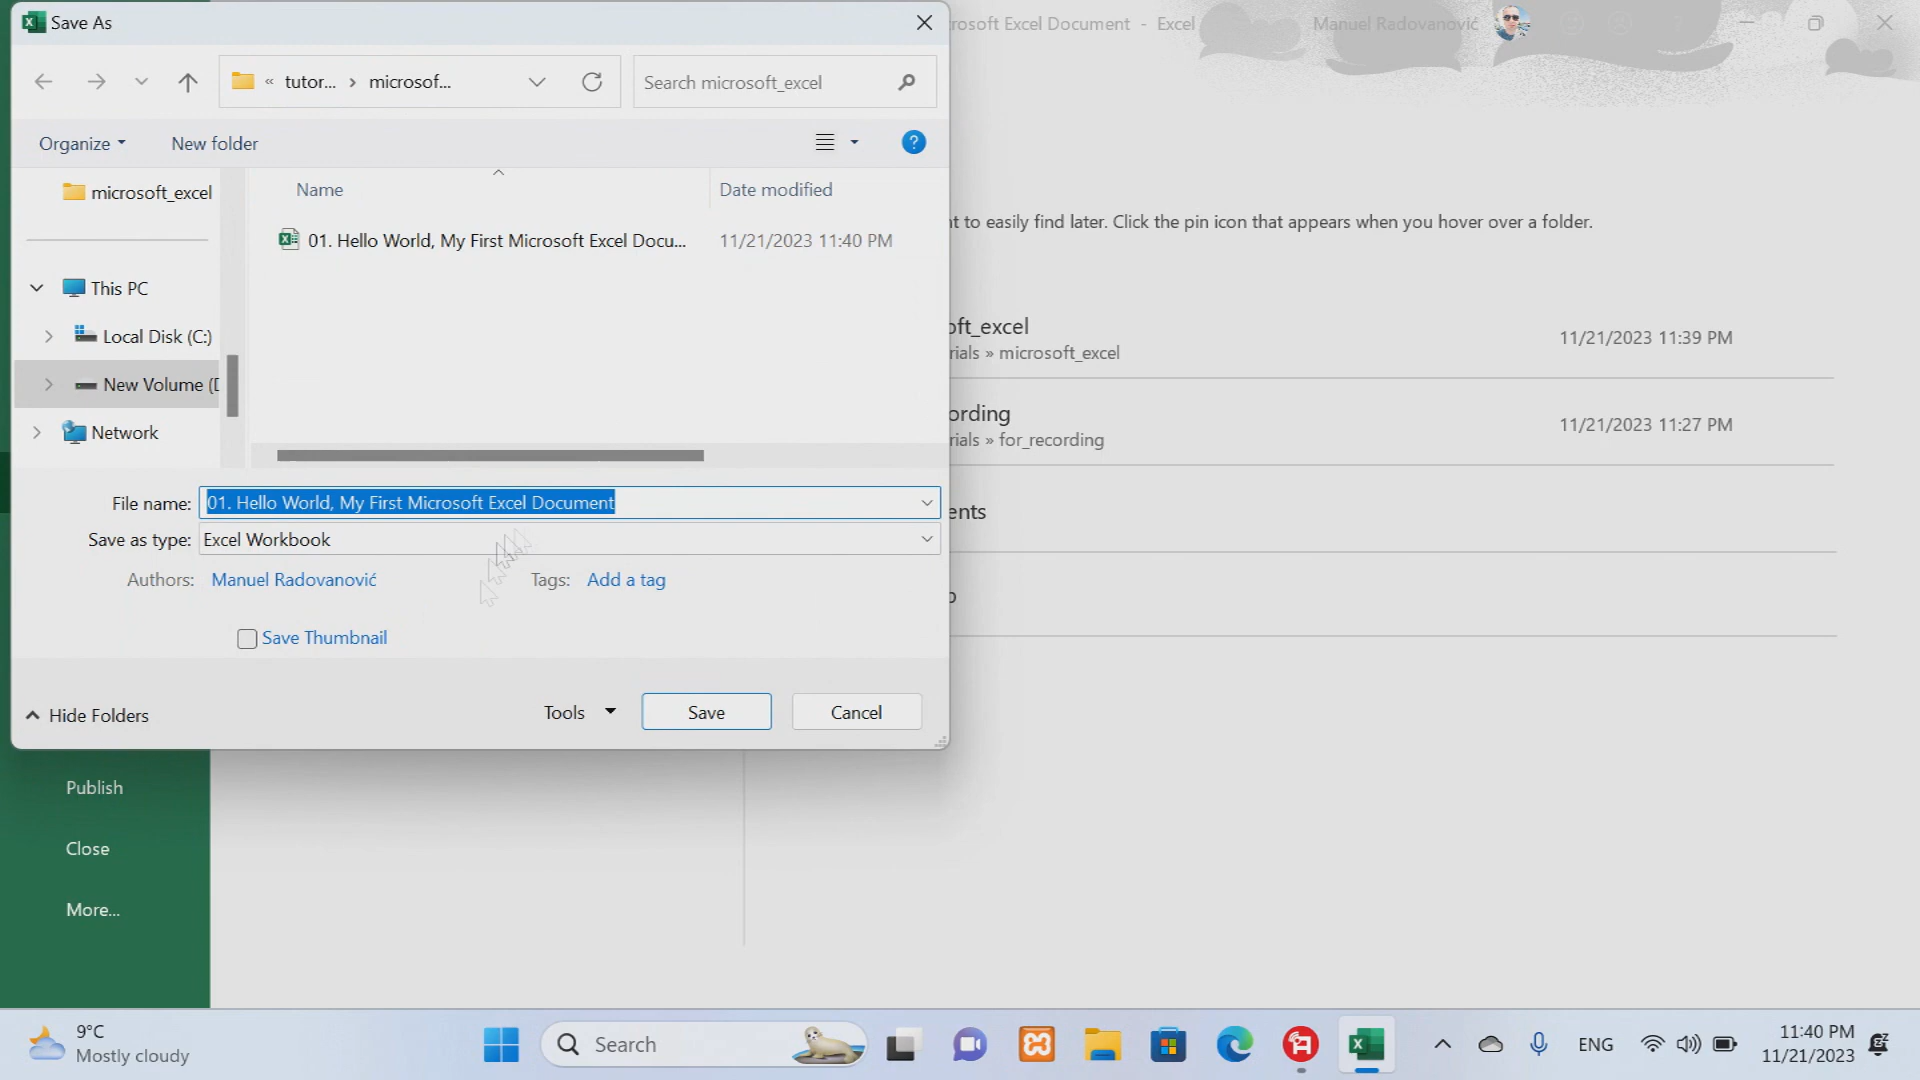 Save As
rosoft Excel Document - Excel
Manuel Radovanović
« tutor... › microsof...
Search microsoft_excel
Organize
New folder
microsoft_excel
Name
Date modified
01. Hello World, My First Microsoft Excel Docu...
11/21/2023 11:40 PM
nt to easily find later. Click the pin icon that appears when you hover over a folder.
This PC
Local Disk (C:)
New Volume (D
Network
oft_excel
rials » microsoft_excel
11/21/2023 11:39 PM
ording
rials » for_recording
11/21/2023 11:27 PM
ents
File name: 01. Hello World, My First Microsoft Excel Document
Save as type: Excel Workbook
Authors: Manuel Radovanović
Tags: Add a tag
Save Thumbnail
Hide Folders
Tools
Save
Cancel
Publish
Close
More...
9°C
Mostly cloudy
Search
ENG
11:40 PM
11/21/2023